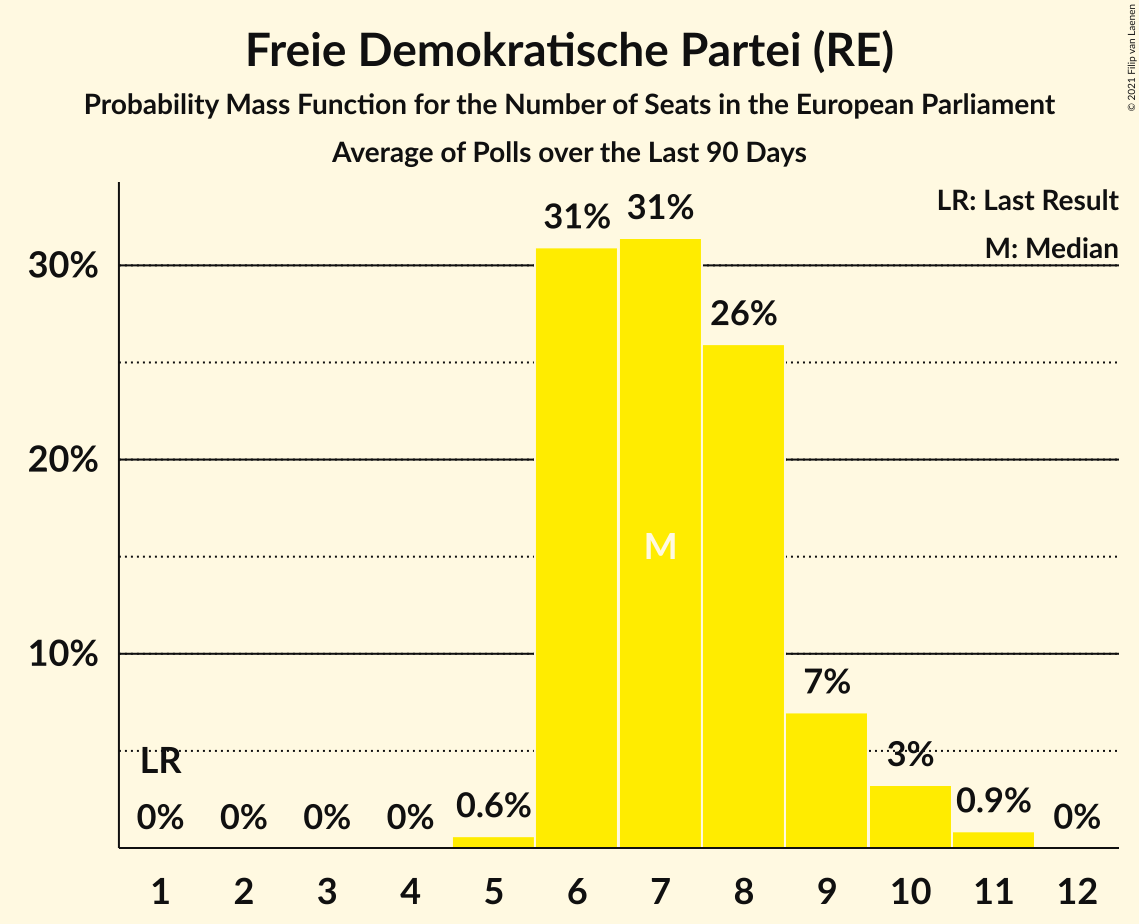 Freie Demokratische Partei (RE)
Probability Mass Function for the Number of Seats in the European Parliament
Average of Polls over the Last 90 Days
© 2021 Filip van Laenen
LR: Last Result
M: Median
30%
20%
10%
31%
31%
26%
M
7%
LR
3%
0%
0%
0%
0%
0.6%
0.9%
0%
1 2 3 4 5 6 7 8 9 10 11 12